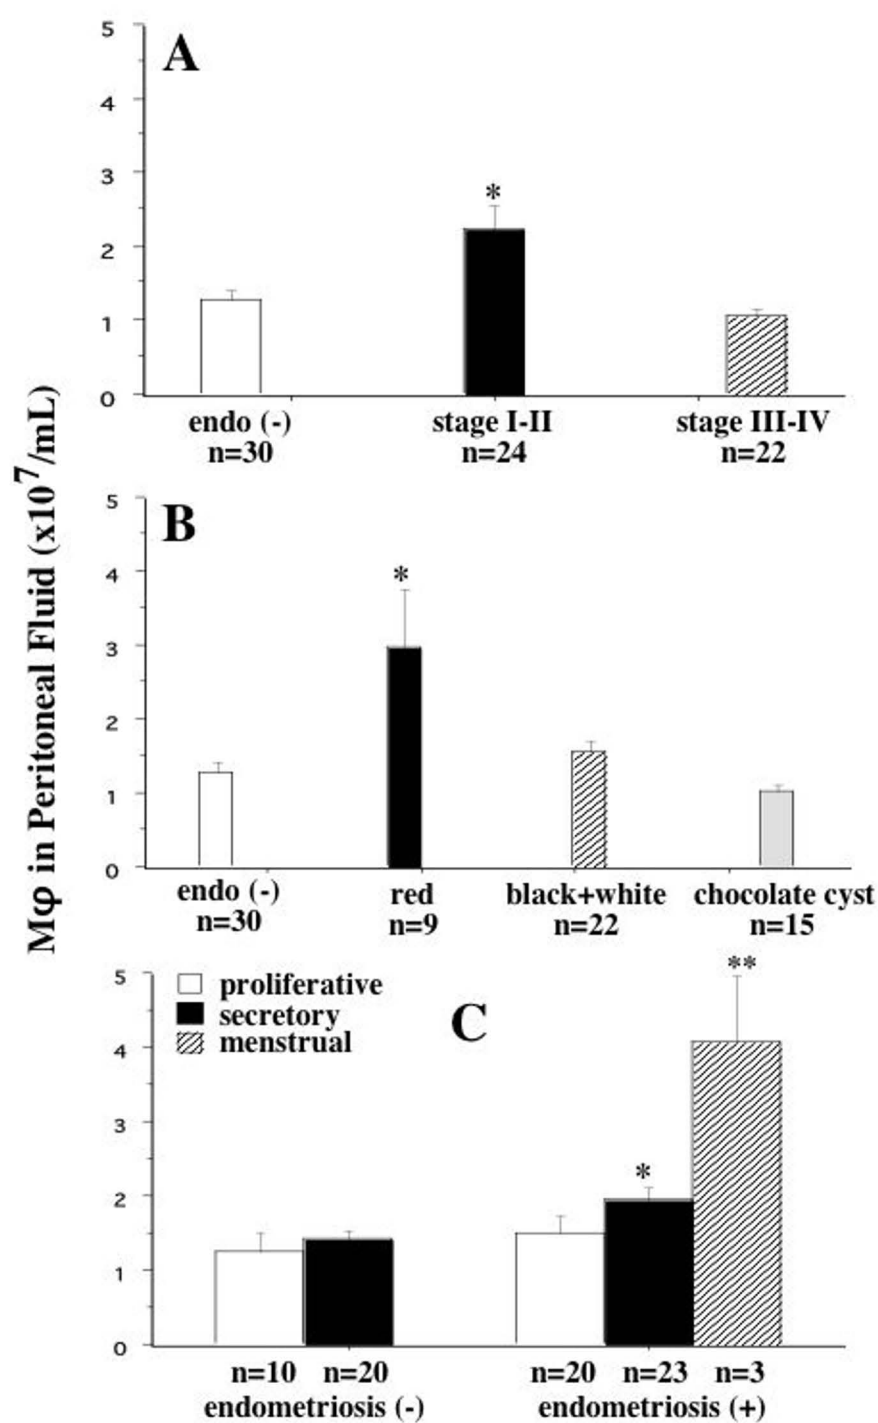 Mφ in Peritoneal Fluid (x10⁷/mL)
A
5
4
3
2
1
0
*
endo (-) stage I-II stage III-IV
n=30 n=24 n=22
B
5
4
3
2
1
0
*
endo (-) red black+white chocolate cyst
n=30 n=9 n=22 n=15
C
5
4
3
2
1
0
proliferative
secretory
menstrual
*
**
n=10 n=20 n=20 n=23 n=3
endometriosis (-) endometriosis (+)